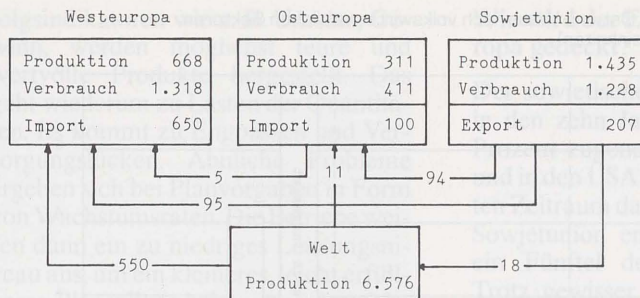 Westeuropa Osteuropa Sowjetunion
Produktion 668 Produktion 311 Produktion 1.435
Verbrauch 1.318 Verbrauch 411 Verbrauch 1.228
Import 650 Import 100 Export 207
5 11 94
95
Welt
550 18
Produktion 6.576